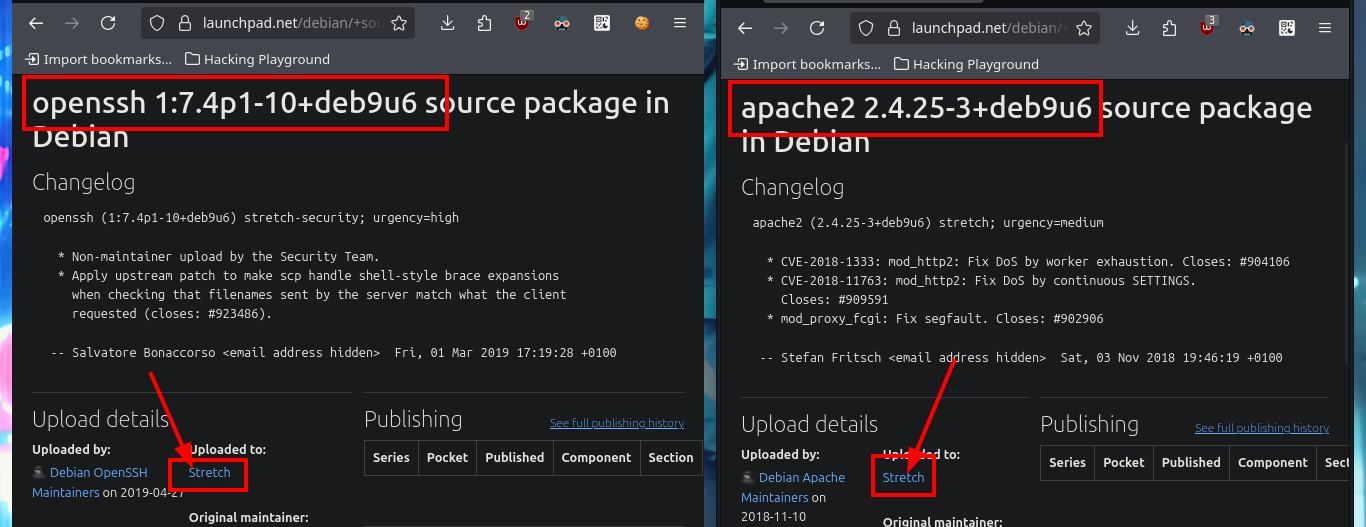 2
launchpad.net/debian/+sou
Import bookmarks...
Hacking Playground
openssh 1:7.4p1-10+deb9u6 source package in
Debian
Changelog
openssh (1:7.4p1-10+deb9u6) stretch-security; urgency=high
* Non-maintainer upload by the Security Team.
* Apply upstream patch to make scp handle shell-style brace expansions
when checking that filenames sent by the server match what the client
requested (closes: #923486).
-- Salvatore Bonaccorso <email address hidden>  Fri, 01 Mar 2019 17:19:28 +0100
Upload details
Uploaded by:
Debian OpenSSH
Maintainers on 2019-04-27
Uploaded to:
Stretch
Original maintainer:
Publishing
See full publishing history
Series Pocket Published Component Section
3
launchpad.net/debian/+
Import bookmarks...
Hacking Playground
apache2 2.4.25-3+deb9u6 source package
in Debian
Changelog
apache2 (2.4.25-3+deb9u6) stretch; urgency=medium
* CVE-2018-1333: mod_http2: Fix DoS by worker exhaustion. Closes: #904106
* CVE-2018-11763: mod_http2: Fix DoS by continuous SETTINGS.
Closes: #909591
* mod_proxy_fcgi: Fix segfault. Closes: #902906
-- Stefan Fritsch <email address hidden>  Sat, 03 Nov 2018 19:46:19 +0100
Upload details
Uploaded by:
Debian Apache
Maintainers on
2018-11-10
Uploaded to:
Stretch
Original maintainer:
Publishing
See full publishing history
Series Pocket Published Component Sect